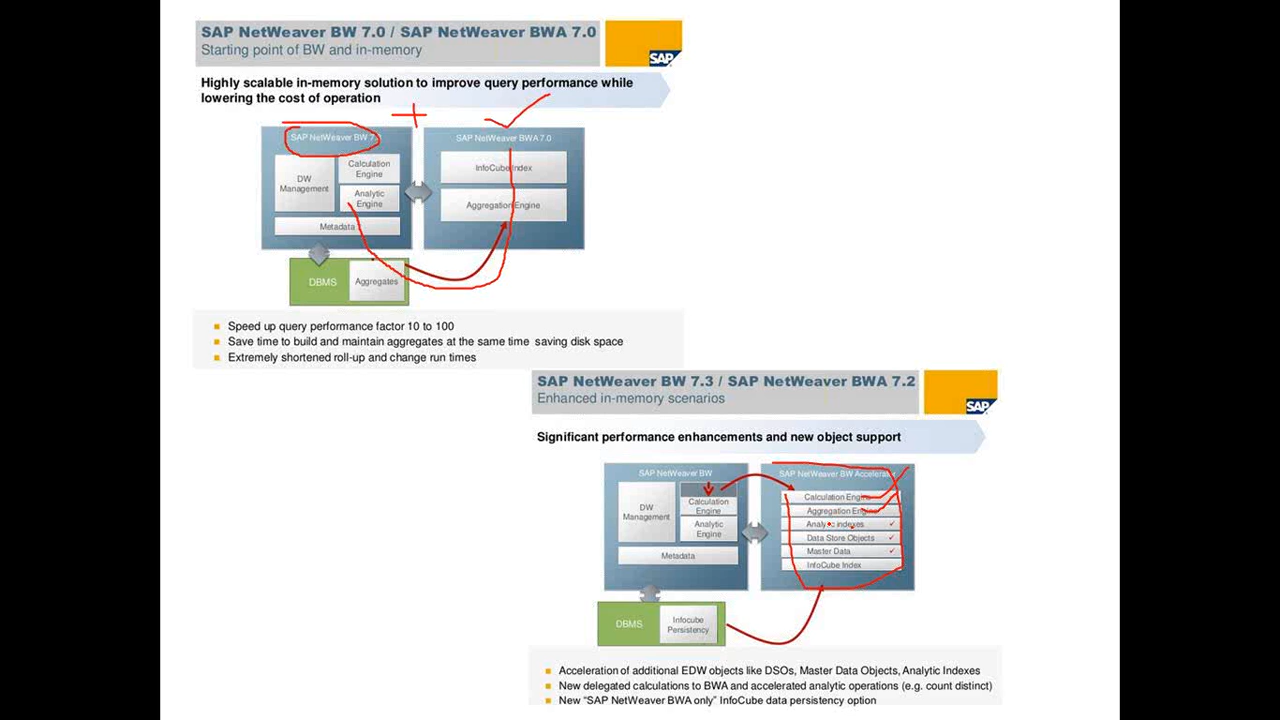 SAP NetWeaver BW 7.0 / SAP NetWeaver BWA 7.0
Starting point of BW and in-memory
SAP
Highly scalable in-memory solution to improve query performance while
lowering the cost of operation
SAP NetWeaver BW
SAP NetWeaver BWA 7.0
DW
Management
Calculation
Engine
Analytic
Engine
Metadata
InfoCube Index
Aggregation Engine
DBMS
Aggregates
Speed up query performance factor 10 to 100
Save time to build and maintain aggregates at the same time saving disk space
Extremely shortened roll-up and change run times
SAP NetWeaver BW 7.3 / SAP NetWeaver BWA 7.2
Enhanced in-memory scenarios
SAP
Significant performance enhancements and new object support
SAP NetWeaver BW
SAP NetWeaver BW Accelerator
DW
Management
Calculation
Engine
Analytic
Engine
Metadata
Calculation Engine
Aggregation Engine
Analytic indexes
Data Store Objects
Master Data
InfoCube Index
DBMS
Infocube
Persistency
Acceleration of additional EDW objects like DSOs, Master Data Objects, Analytic Indexes
New delegated calculations to BWA and accelerated analytic operations (e.g. count distinct)
New “SAP NetWeaver BWA only” InfoCube data persistency option